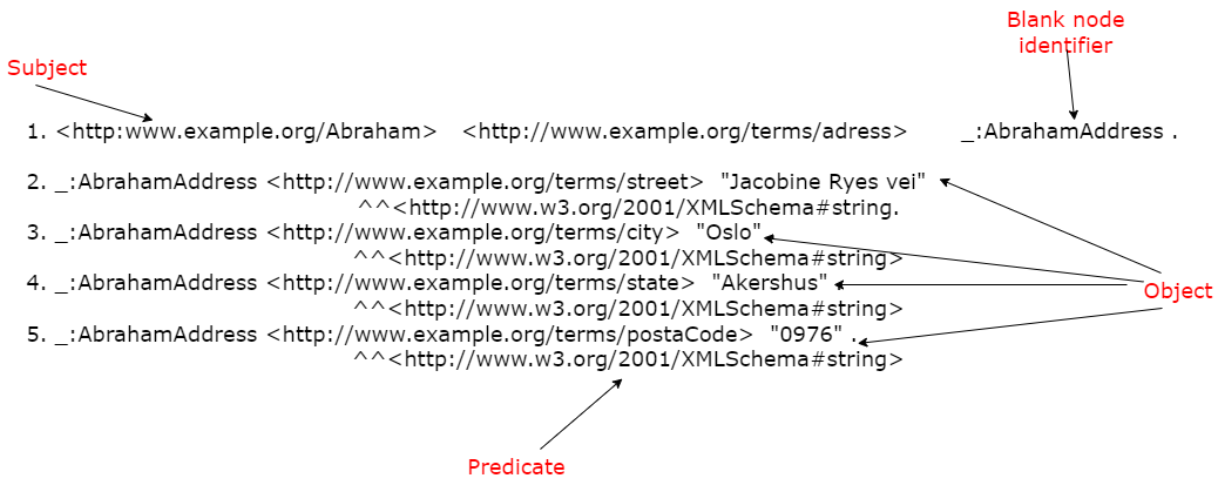 Blank node
identifier
Subject
1. <http:www.example.org/Abraham> <http://www.example.org/terms/adress> _:AbrahamAddress .
2. _:AbrahamAddress <http://www.example.org/terms/street> "Jacobine Ryes vei"
^^<http://www.w3.org/2001/XMLSchema#string.
3. _:AbrahamAddress <http://www.example.org/terms/city> "Oslo"
^^<http://www.w3.org/2001/XMLSchema#string>
4. _:AbrahamAddress <http://www.example.org/terms/state> "Akershus"
^^<http://www.w3.org/2001/XMLSchema#string>
Object
5. _:AbrahamAddress <http://www.example.org/terms/postaCode> "0976" .
^^<http://www.w3.org/2001/XMLSchema#string>
Predicate